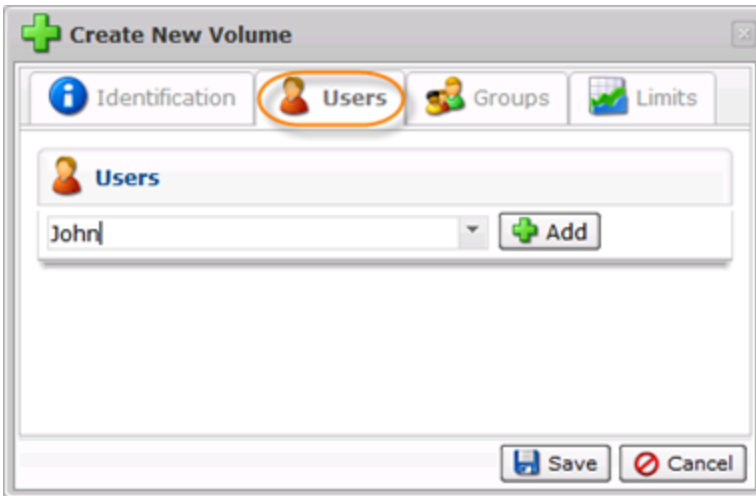 Create New Volume
Identification Users Groups Limits
Users
John Add
Save Cancel